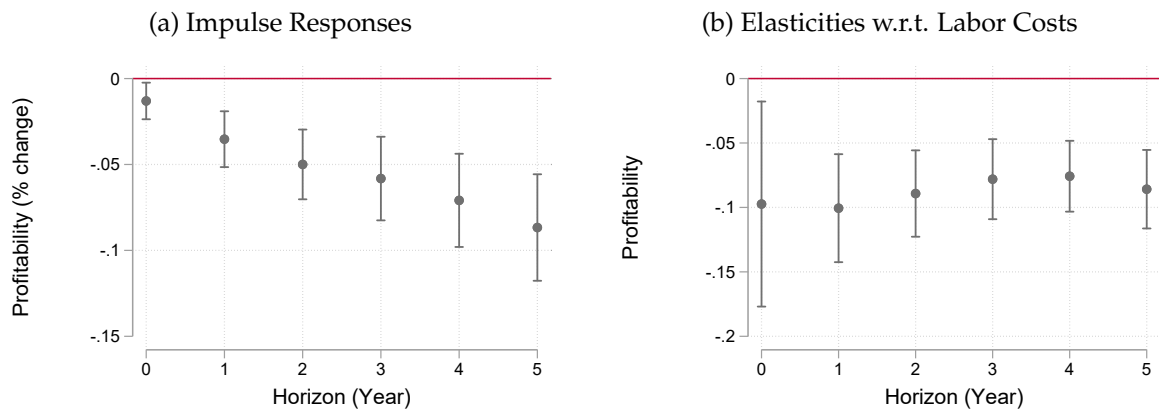 (a) Impulse Responses
0
-.05
-.1
-.15
Profitability (% change)
0 1 2 3 4 5
Horizon (Year)
(b) Elasticities w.r.t. Labor Costs
0
-.05
-.1
-.15
-.2
Profitability
0 1 2 3 4 5
Horizon (Year)